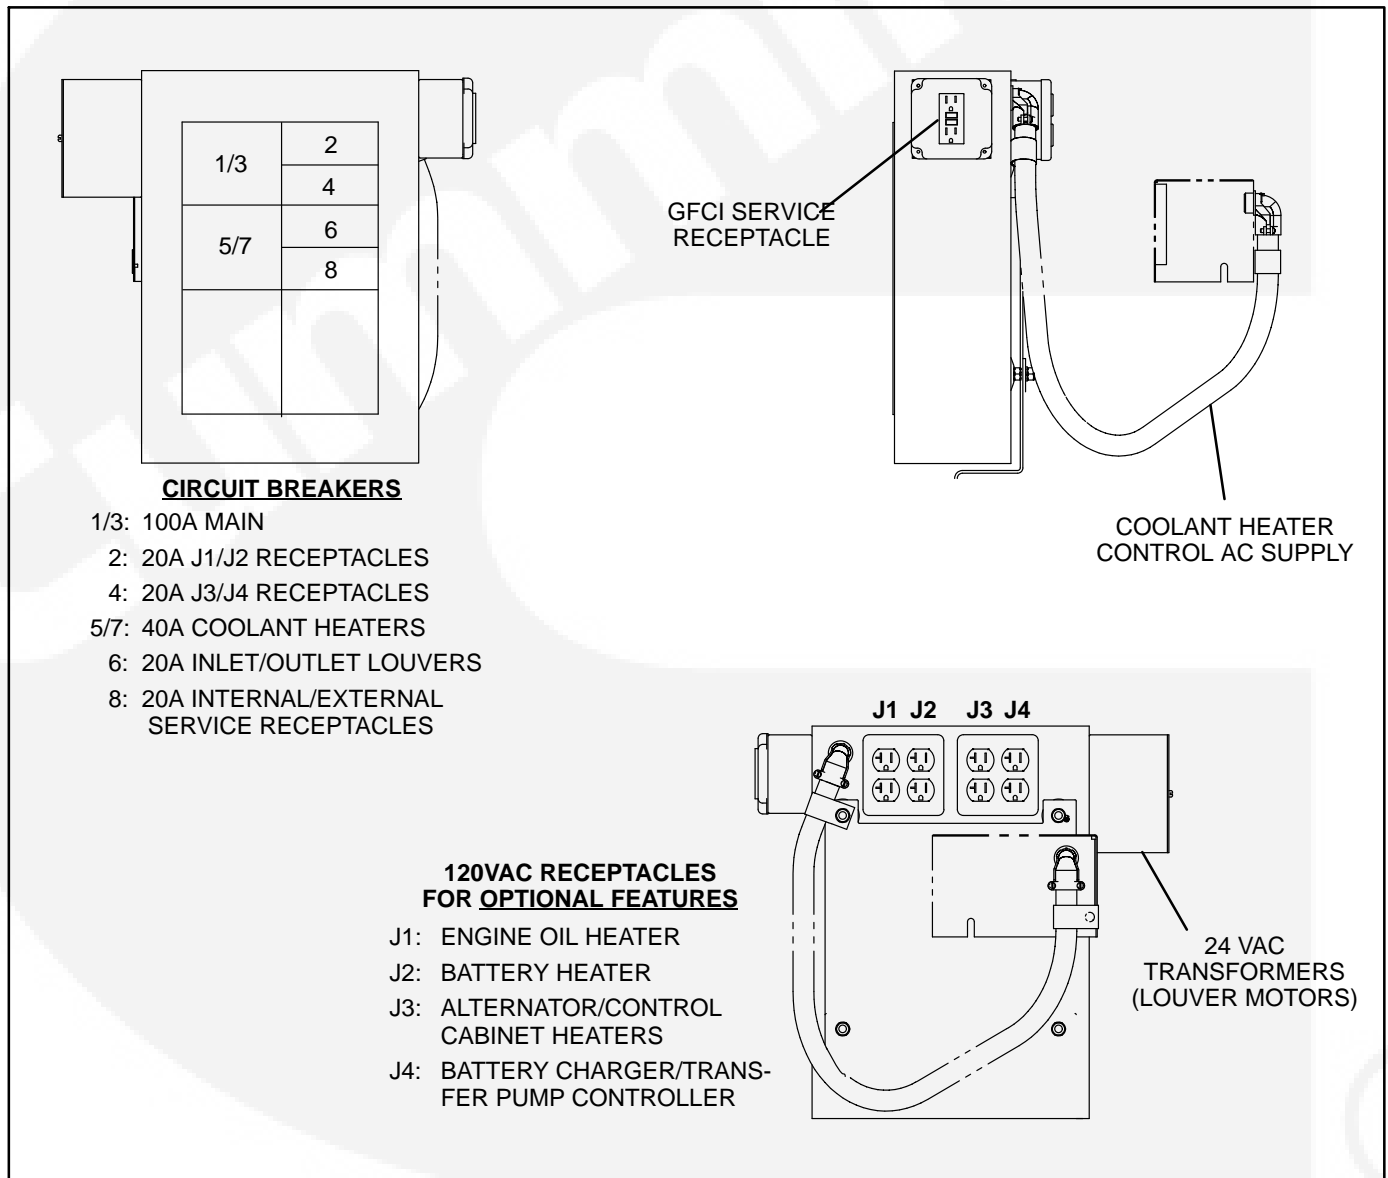 1/3
2
4
5/7
6
8
CIRCUIT BREAKERS
1/3: 100A MAIN
2: 20A J1/J2 RECEPTACLES
4: 20A J3/J4 RECEPTACLES
5/7: 40A COOLANT HEATERS
6: 20A INLET/OUTLET LOUVERS
8: 20A INTERNAL/EXTERNAL
SERVICE RECEPTACLES
GFCI SERVICE
RECEPTACLE
COOLANT HEATER
CONTROL AC SUPPLY
J1 J2 J3 J4
120VAC RECEPTACLES
FOR OPTIONAL FEATURES
J1: ENGINE OIL HEATER
J2: BATTERY HEATER
J3: ALTERNATOR/CONTROL
CABINET HEATERS
J4: BATTERY CHARGER/TRANS-
FER PUMP CONTROLLER
24 VAC
TRANSFORMERS
(LOUVER MOTORS)